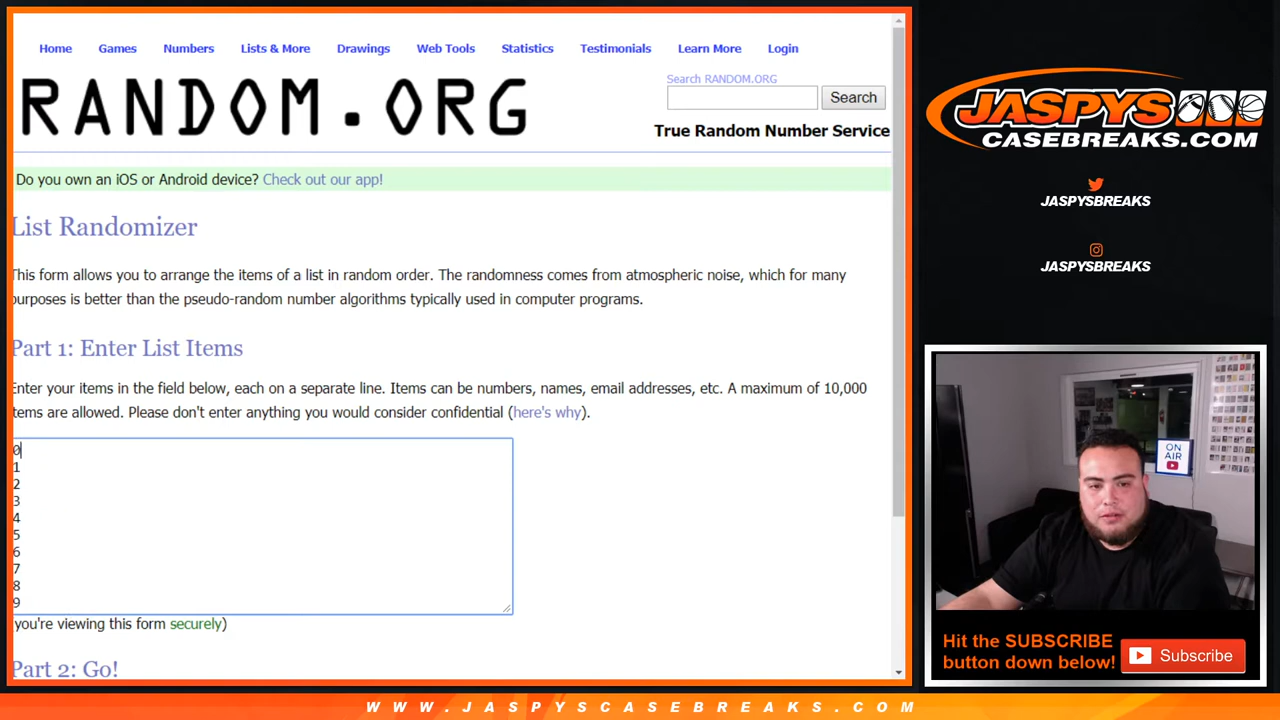 Home Games Numbers Lists & More Drawings Web Tools Statistics Testimonials Learn More Login
RANDOM.ORG
Search RANDOM.ORG
Search
True Random Number Service
Do you own an iOS or Android device? Check out our app!
List Randomizer
This form allows you to arrange the items of a list in random order. The randomness comes from atmospheric noise, which for many
purposes is better than the pseudo-random number algorithms typically used in computer programs.
Part 1: Enter List Items
Enter your items in the field below, each on a separate line. Items can be numbers, names, email addresses, etc. A maximum of 10,000
items are allowed. Please don't enter anything you would consider confidential (here's why).
0
1
2
3
4
5
6
7
8
9
(you're viewing this form securely)
Part 2: Go!
JASPYS
CASEBREAKS.COM
JASPYSBREAKS
JASPYSBREAKS
ON
AIR
Hit the SUBSCRIBE
button down below!
Subscribe
WWW.JASPYSCASEBREAKS.COM